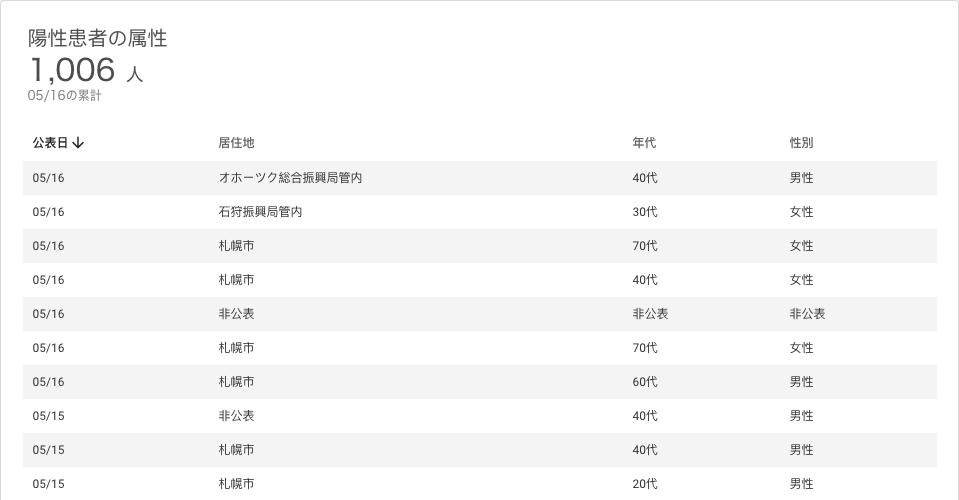 陽性患者の属性
1,006 人
05/16の累計
公表日↓ 居住地 年代 性別
05/16 オホーツク総合振興局管内 40代 男性
05/16 石狩振興局管内 30代 女性
05/16 札幌市 70代 女性
05/16 札幌市 40代 女性
05/16 非公表 非公表 非公表
05/16 札幌市 70代 女性
05/16 札幌市 60代 男性
05/15 非公表 40代 男性
05/15 札幌市 40代 男性
05/15 札幌市 20代 男性